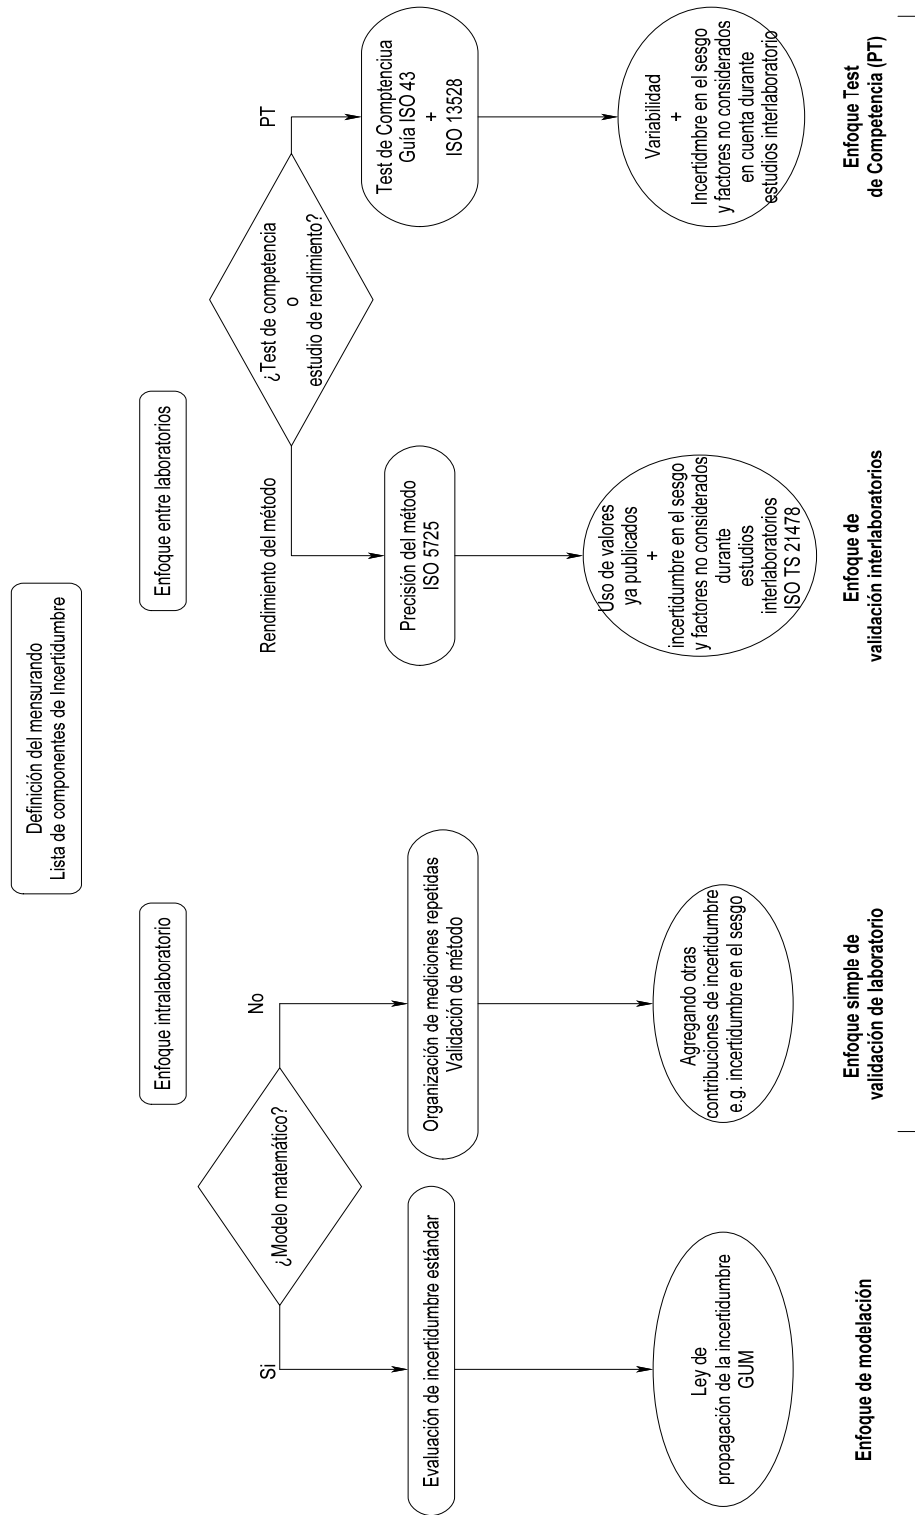 Definición del mensurando
Lista de componentes de Incertidumbre
Enfoque intralaboratorio
Enfoque entre laboratorios
¿Modelo matemático?
Si
No
Evaluación de incertidumbre estándar
Organización de mediciones repetidas
Validación de método
Ley de
propagación de la incertidumbre
GUM
Agregando otras
contribuciones de incertidumbre
e.g. incertidumbre en el sesgo
Enfoque de modelación
Enfoque simple de
validación de laboratorio
¿Test de competencia
o
estudio de rendimiento?
Rendimiento del método
PT
Precisión del método
ISO 5725
Test de Comptenciua
Guía ISO 43
+
ISO 13528
Uso de valores
ya publicados
+
incertidumbre en el sesgo
y factores no considerados
durante
estudios
interlaboratorios
ISO TS 21478
Variabilidad
+
Incertidmbre en el sesgo
y factores no considerados
en cuenta durante
estudios interlaboratorio
Enfoque de
validación interlaboratorios
Enfoque Test
de Competencia (PT)